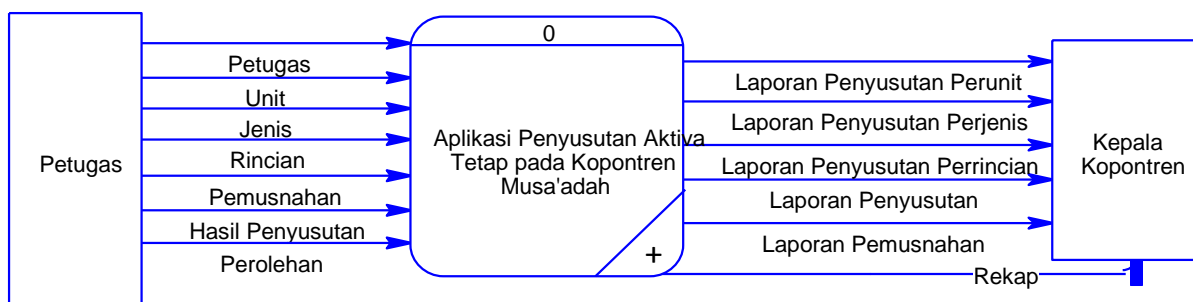 Petugas
Petugas
Unit
Jenis
Rincian
Pemusnahan
Hasil Penyusutan
Perolehan
0
Aplikasi Penyusutan Aktiva
Tetap pada Kopontren
Musa'adah
+
Laporan Penyusutan Perunit
Laporan Penyusutan Perjenis
Laporan Penyusutan Perrincian
Laporan Penyusutan
Laporan Pemusnahan
Rekap
Kepala
Kopontren